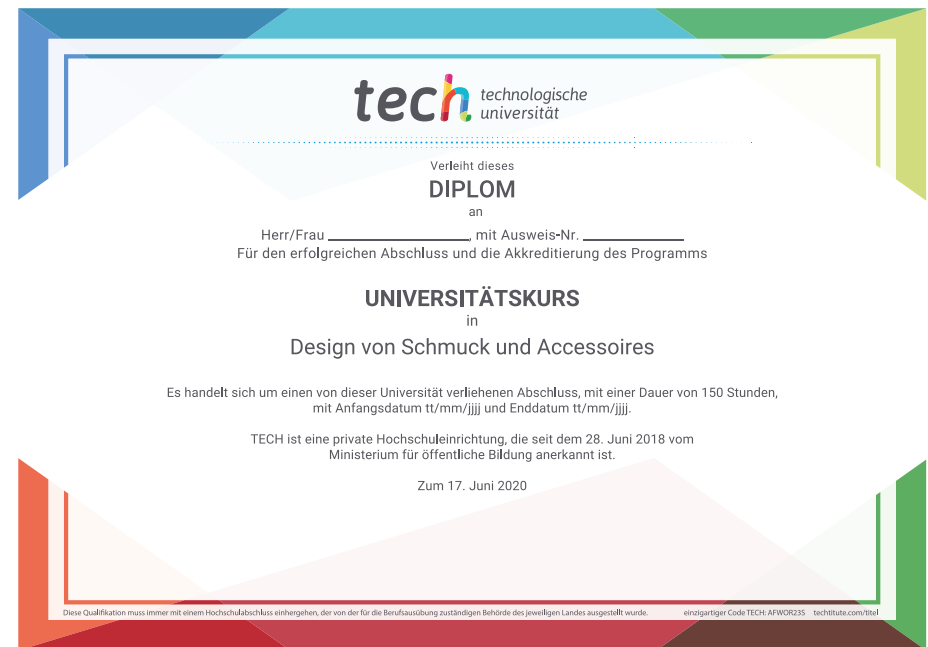 tech technologische
universität
Verleiht dieses
DIPLOM
an
Herr/Frau ____________________, mit Ausweis-Nr. ______________
Für den erfolgreichen Abschluss und die Akkreditierung des Programms
UNIVERSITÄTSKURS
in
Design von Schmuck und Accessoires
Es handelt sich um einen von dieser Universität verliehenen Abschluss, mit einer Dauer von 150 Stunden,
mit Anfangsdatum tt/mm/jjjj und Enddatum tt/mm/jjjj.
TECH ist eine private Hochschuleinrichtung, die seit dem 28. Juni 2018 vom
Ministerium für öffentliche Bildung anerkannt ist.
Zum 17. Juni 2020
Diese Qualifikation muss immer mit einem Hochschulabschluss einhergehen, der von der für die Berufsausübung zuständigen Behörde des jeweiligen Landes ausgestellt wurde. einzigartiger Code TECH: AFWOR235 techtitute.com/titel